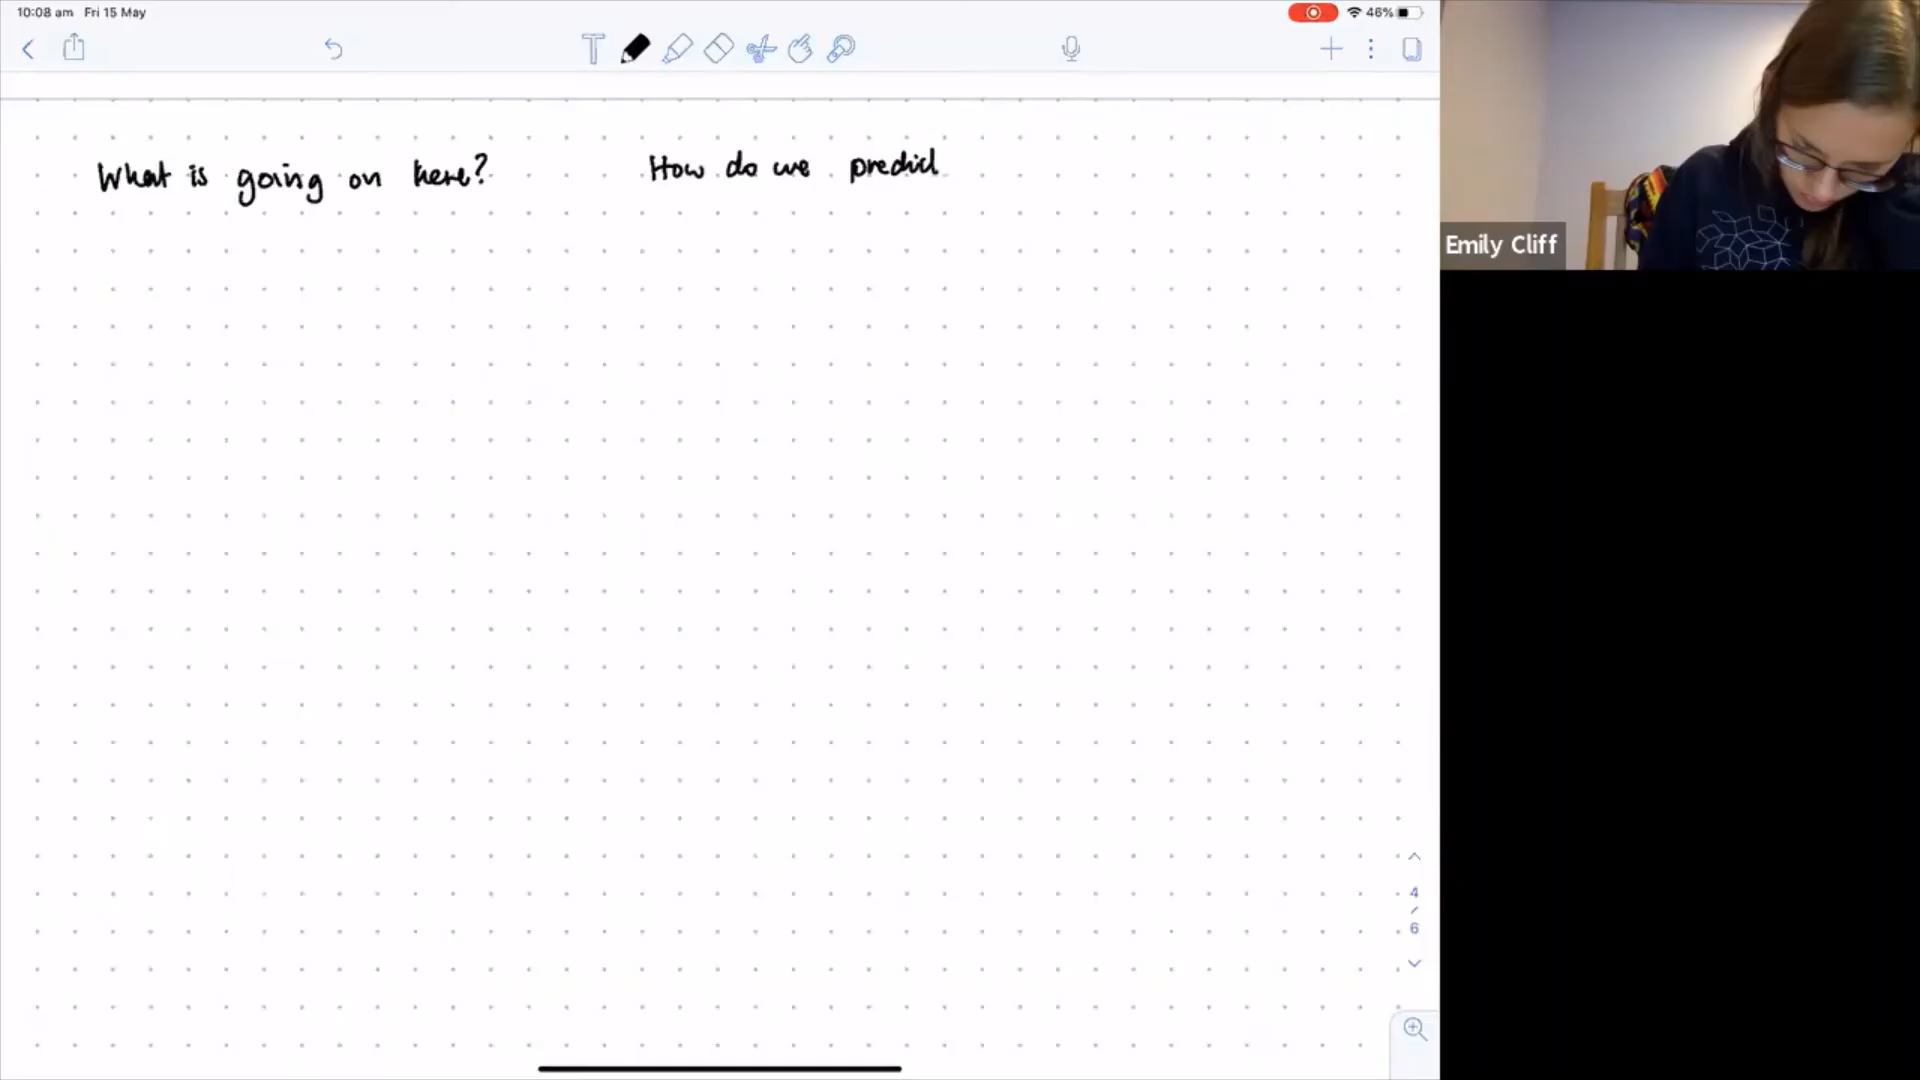 10:08 am Fri 15 May
46%
What is going on here? How do we predict
Emily Cliff
4
/
6